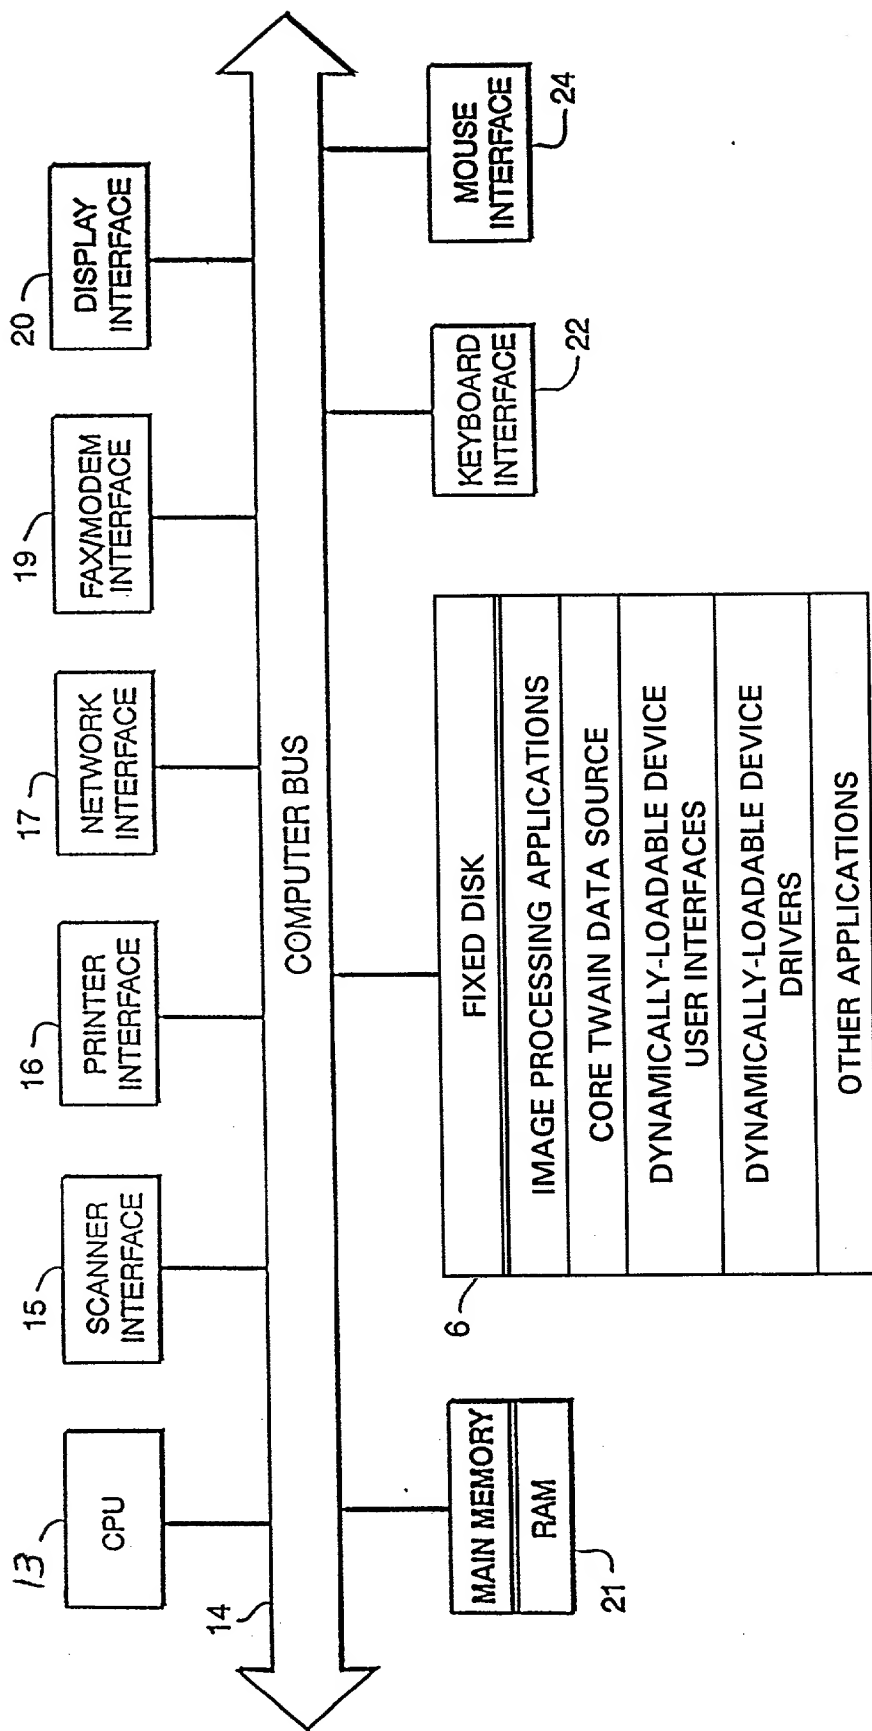 13
CPU
15
SCANNER
INTERFACE
16
PRINTER
INTERFACE
17
NETWORK
INTERFACE
19
FAX/MODEM
INTERFACE
20
DISPLAY
INTERFACE
14
COMPUTER BUS
MAIN MEMORY
RAM
21
6
FIXED DISK
IMAGE PROCESSING APPLICATIONS
CORE TWAIN DATA SOURCE
DYNAMICALLY-LOADABLE DEVICE
USER INTERFACES
DYNAMICALLY-LOADABLE DEVICE
DRIVERS
OTHER APPLICATIONS
KEYBOARD
INTERFACE
22
MOUSE
INTERFACE
24